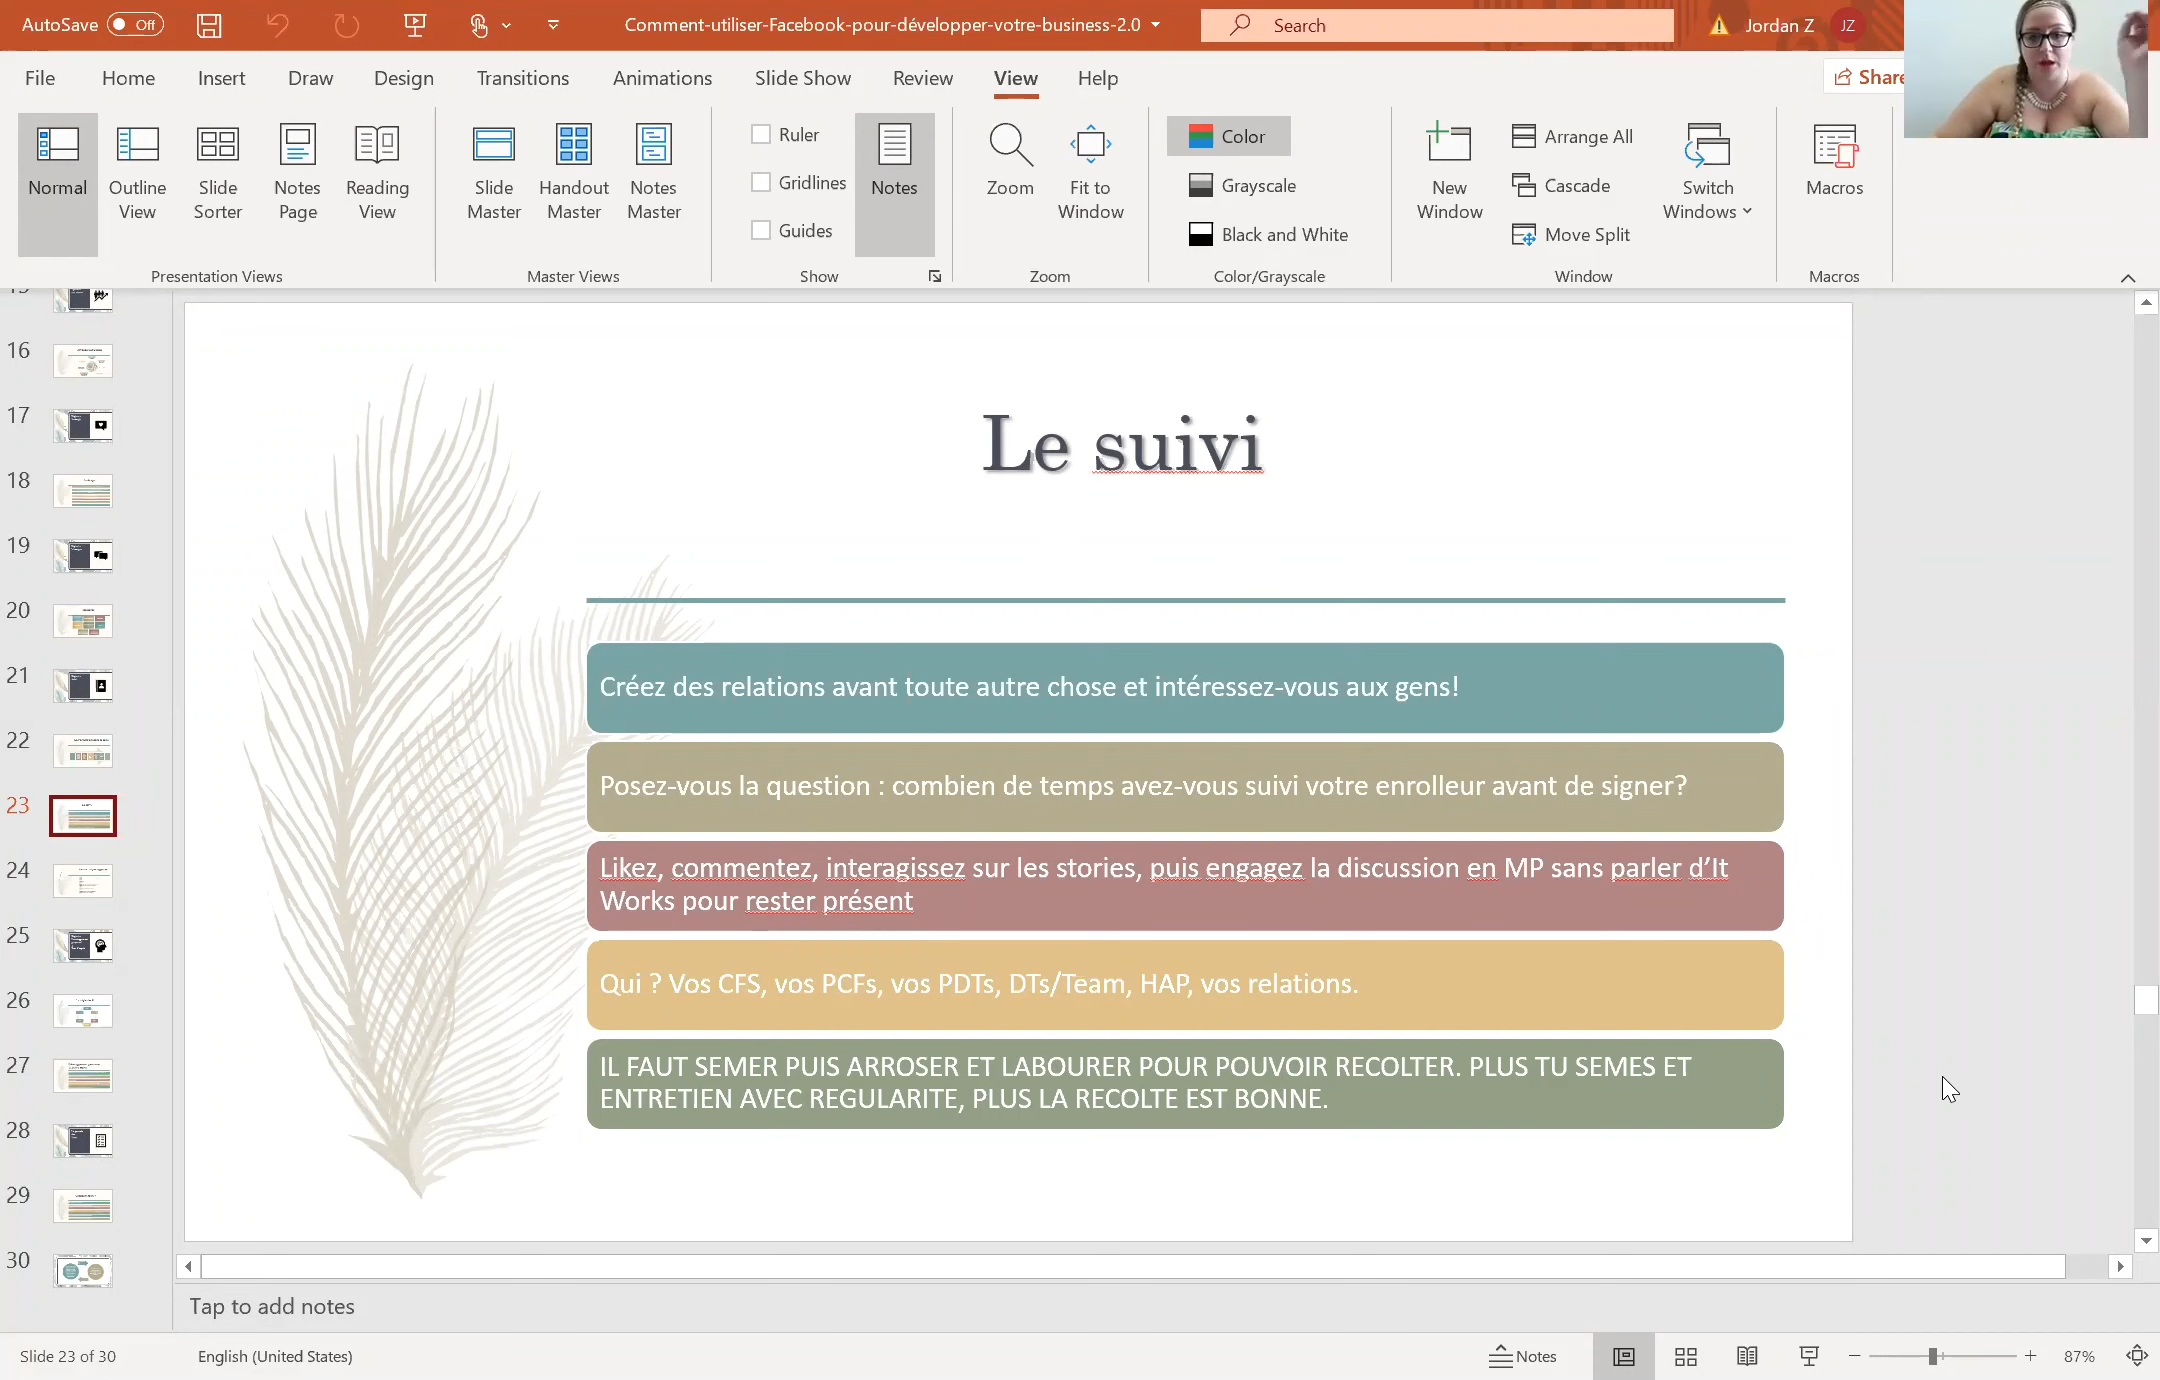 AutoSave Off
Comment-utiliser-Facebook-pour-développer-votre-business-2.0
Search
Jordan Z
JZ
File Home Insert Draw Design Transitions Animations Slide Show Review View Help
Share
Normal
Outline View
Slide Sorter
Notes Page
Reading View
Presentation Views
Slide Master
Handout Master
Notes Master
Master Views
Ruler
Gridlines
Guides
Notes
Show
Zoom
Fit to Window
Zoom
Color
Grayscale
Black and White
Color/Grayscale
New Window
Arrange All
Cascade
Move Split
Switch Windows
Window
Macros
Macros
15
16
17
18
19
20
21
22
23
24
25
26
27
28
29
30
Le suivi
Créez des relations avant toute autre chose et intéressez-vous aux gens!
Posez-vous la question : combien de temps avez-vous suivi votre enrolleur avant de signer?
Likez, commentez, interagissez sur les stories, puis engagez la discussion en MP sans parler d’It
Works pour rester présent
Qui ? Vos CFS, vos PCFs, vos PDTs, DTs/Team, HAP, vos relations.
IL FAUT SEMER PUIS ARROSER ET LABOURER POUR POUVOIR RECOLTER. PLUS TU SEMES ET
ENTRETIEN AVEC REGULARITE, PLUS LA RECOLTE EST BONNE.
Tap to add notes
Slide 23 of 30
English (United States)
Notes
87%